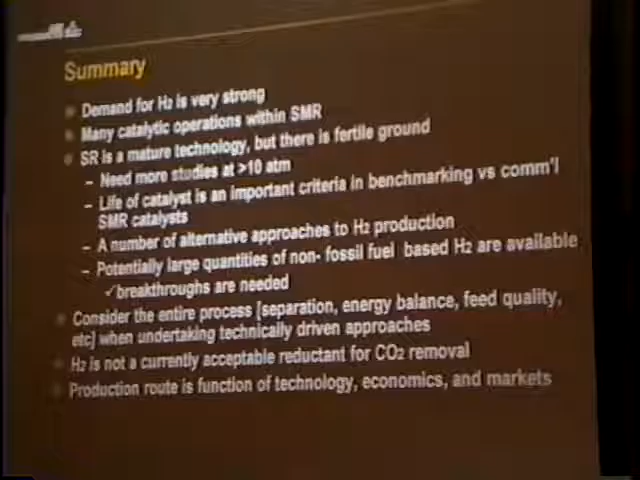 Summary
Demand for H2 is very strong
Many catalytic operations within SMR
SR is a mature technology, but there is fertile ground
– Need more studies at >10 atm
– Life of catalyst is an important criteria in benchmarking vs comm'l
SMR catalysts
– A number of alternative approaches to H2 production
– Potentially large quantities of non- fossil fuel based H2 are available
✓breakthroughs are needed
Consider the entire process [separation, energy balance, feed quality,
etc] when undertaking technically driven approaches
H2 is not a currently acceptable reductant for CO2 removal
Production route is function of technology, economics, and markets